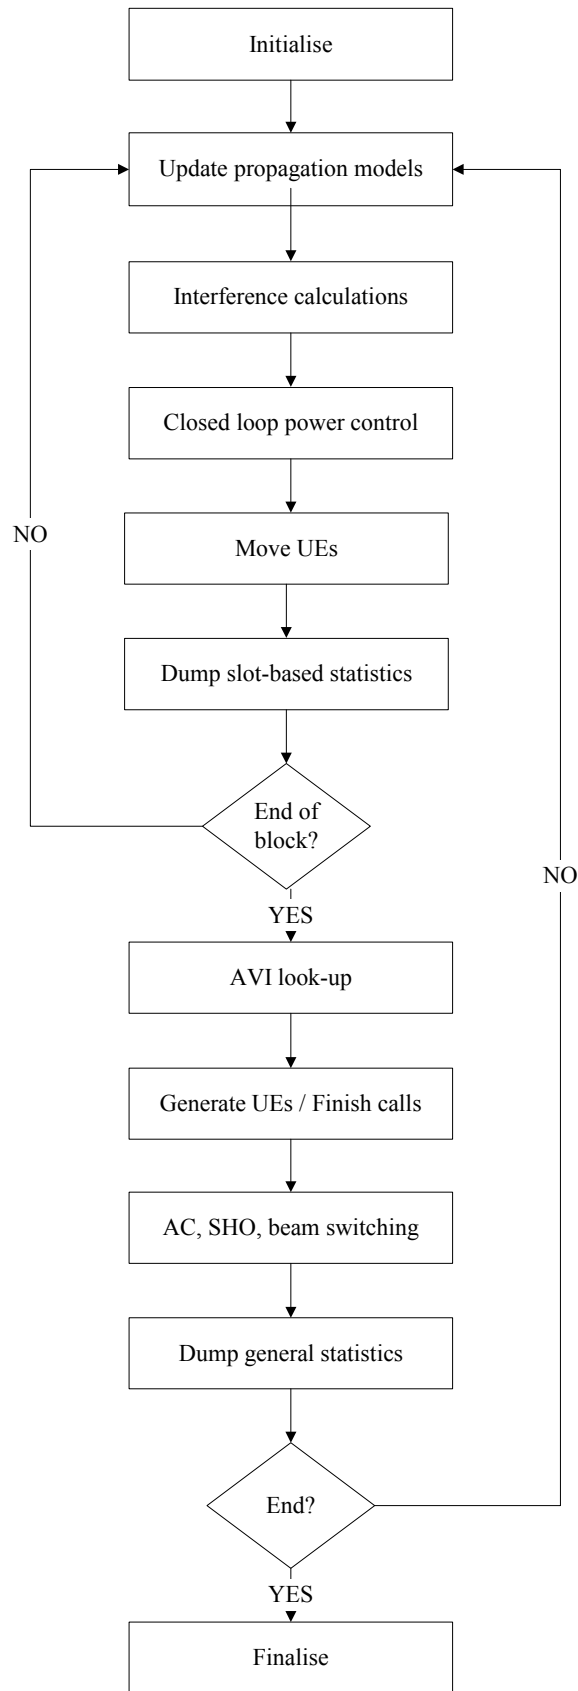 Initialise
Update propagation models
Interference calculations
Closed loop power control
NO
Move UEs
Dump slot-based statistics
End of
block?
NO
YES
AVI look-up
Generate UEs / Finish calls
AC, SHO, beam switching
Dump general statistics
End?
YES
Finalise